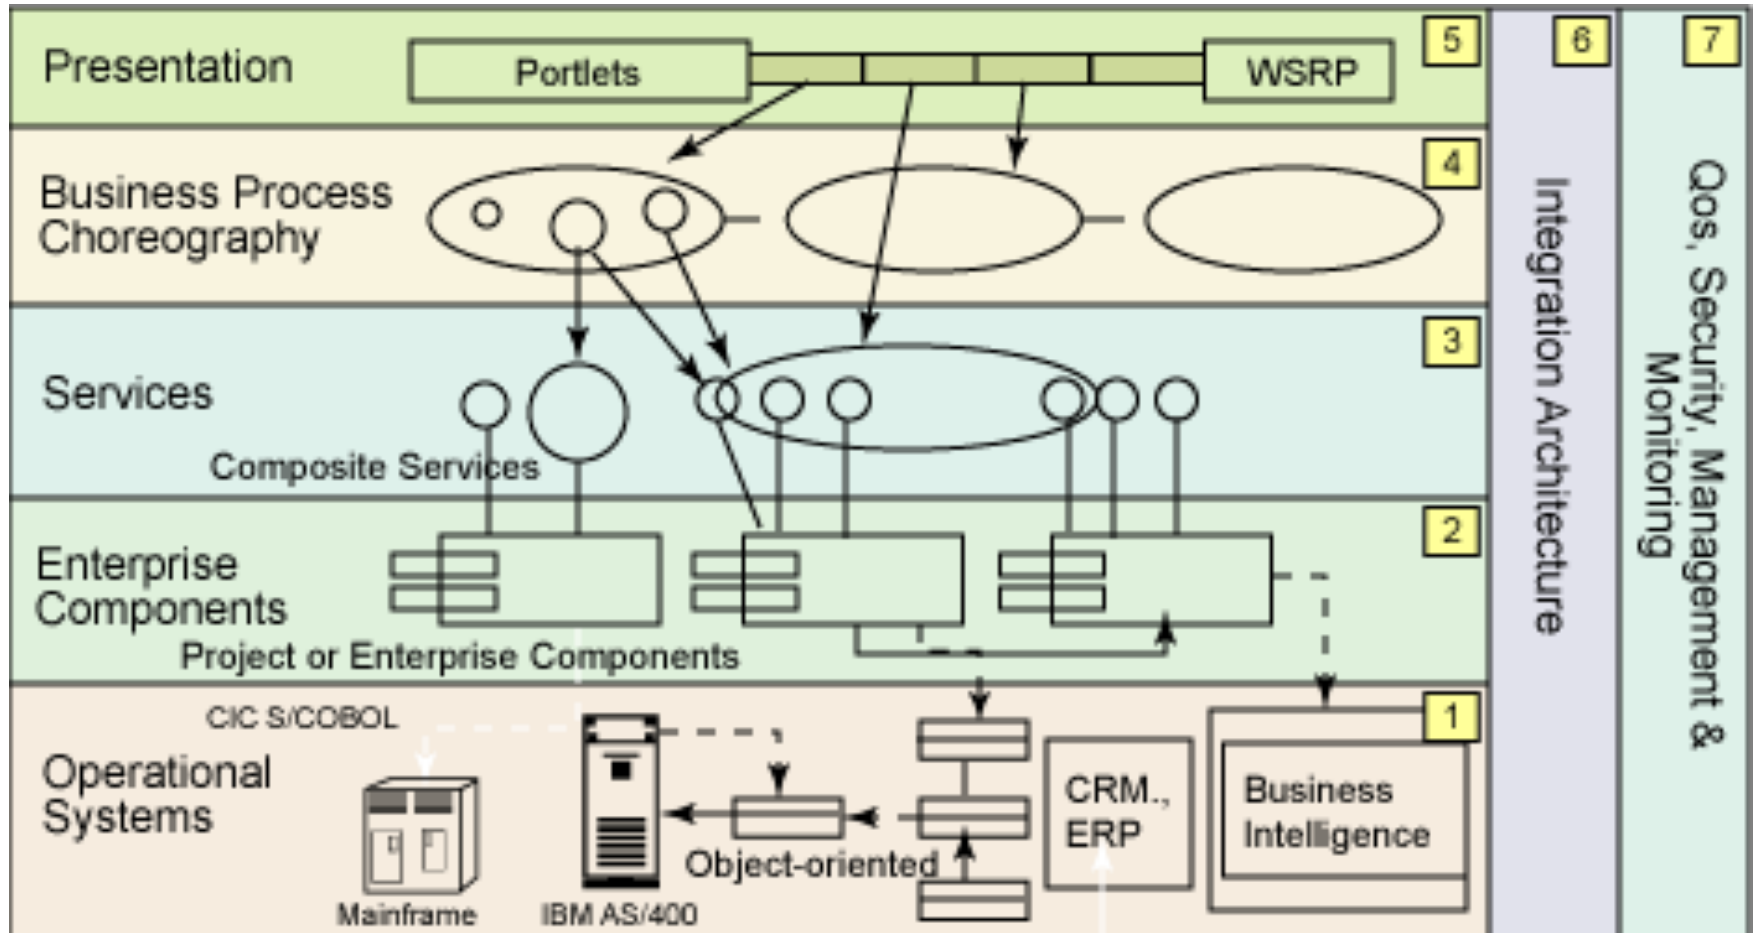 Presentation
Portlets
WSRP
5
6
7
Business Process
Choreography
4
Services
3
Composite Services
Enterprise
Components
2
Project or Enterprise Components
CIC S/COBOL
1
Operational
Systems
CRM.,
ERP
Business
Intelligence
Object-oriented
Mainframe
IBM AS/400
Integration Architecture
Qos, Security, Management &
Monitoring